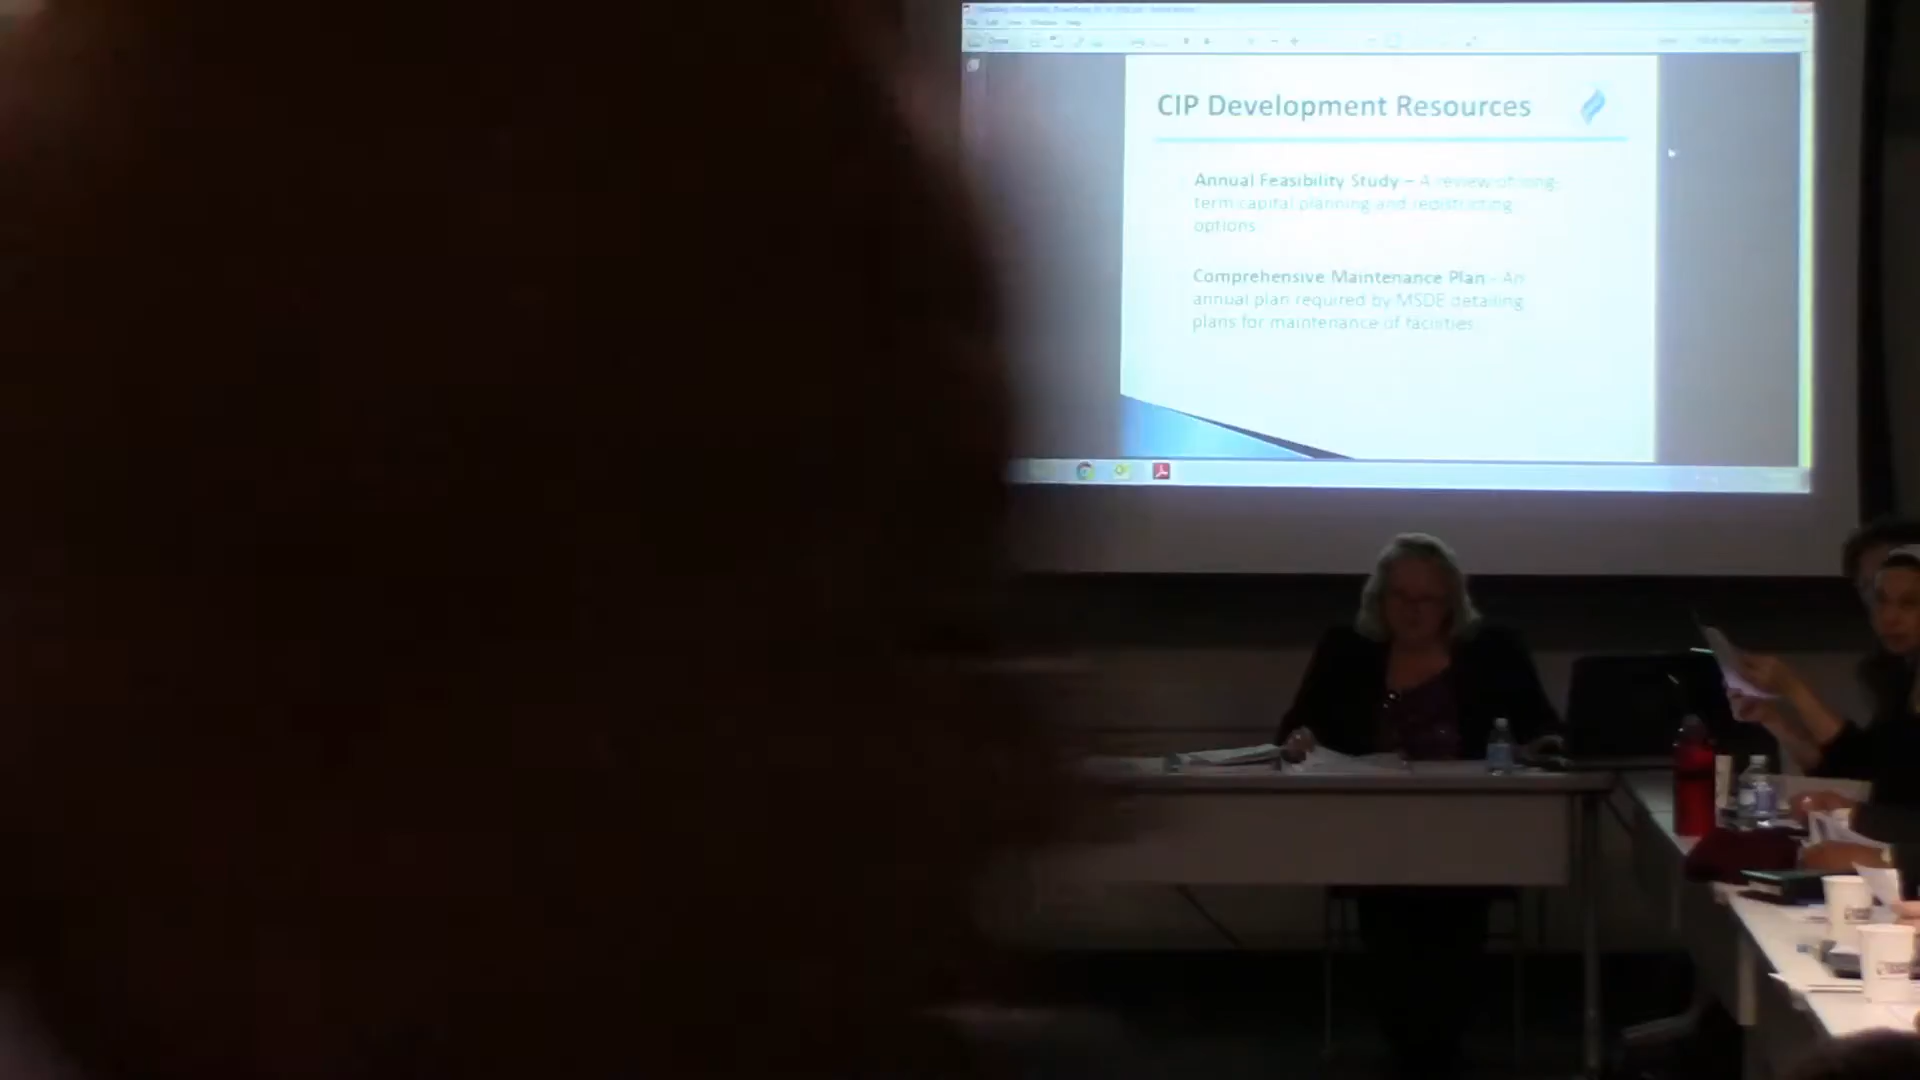 CIP Development Resources
Annual Feasibility Study – A review of long-
term capital planning and redistricting
options.
Comprehensive Maintenance Plan - An
annual plan required by MSDE detailing
plans for maintenance of facilities.